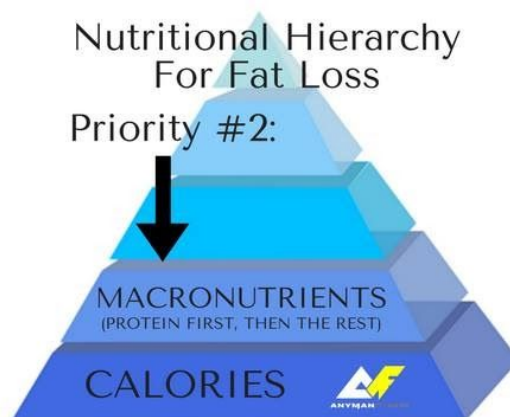 Nutritional Hierarchy
For Fat Loss
Priority #2:
MACRONUTRIENTS
(PROTEIN FIRST, THEN THE REST)
CALORIES
ANYMAN